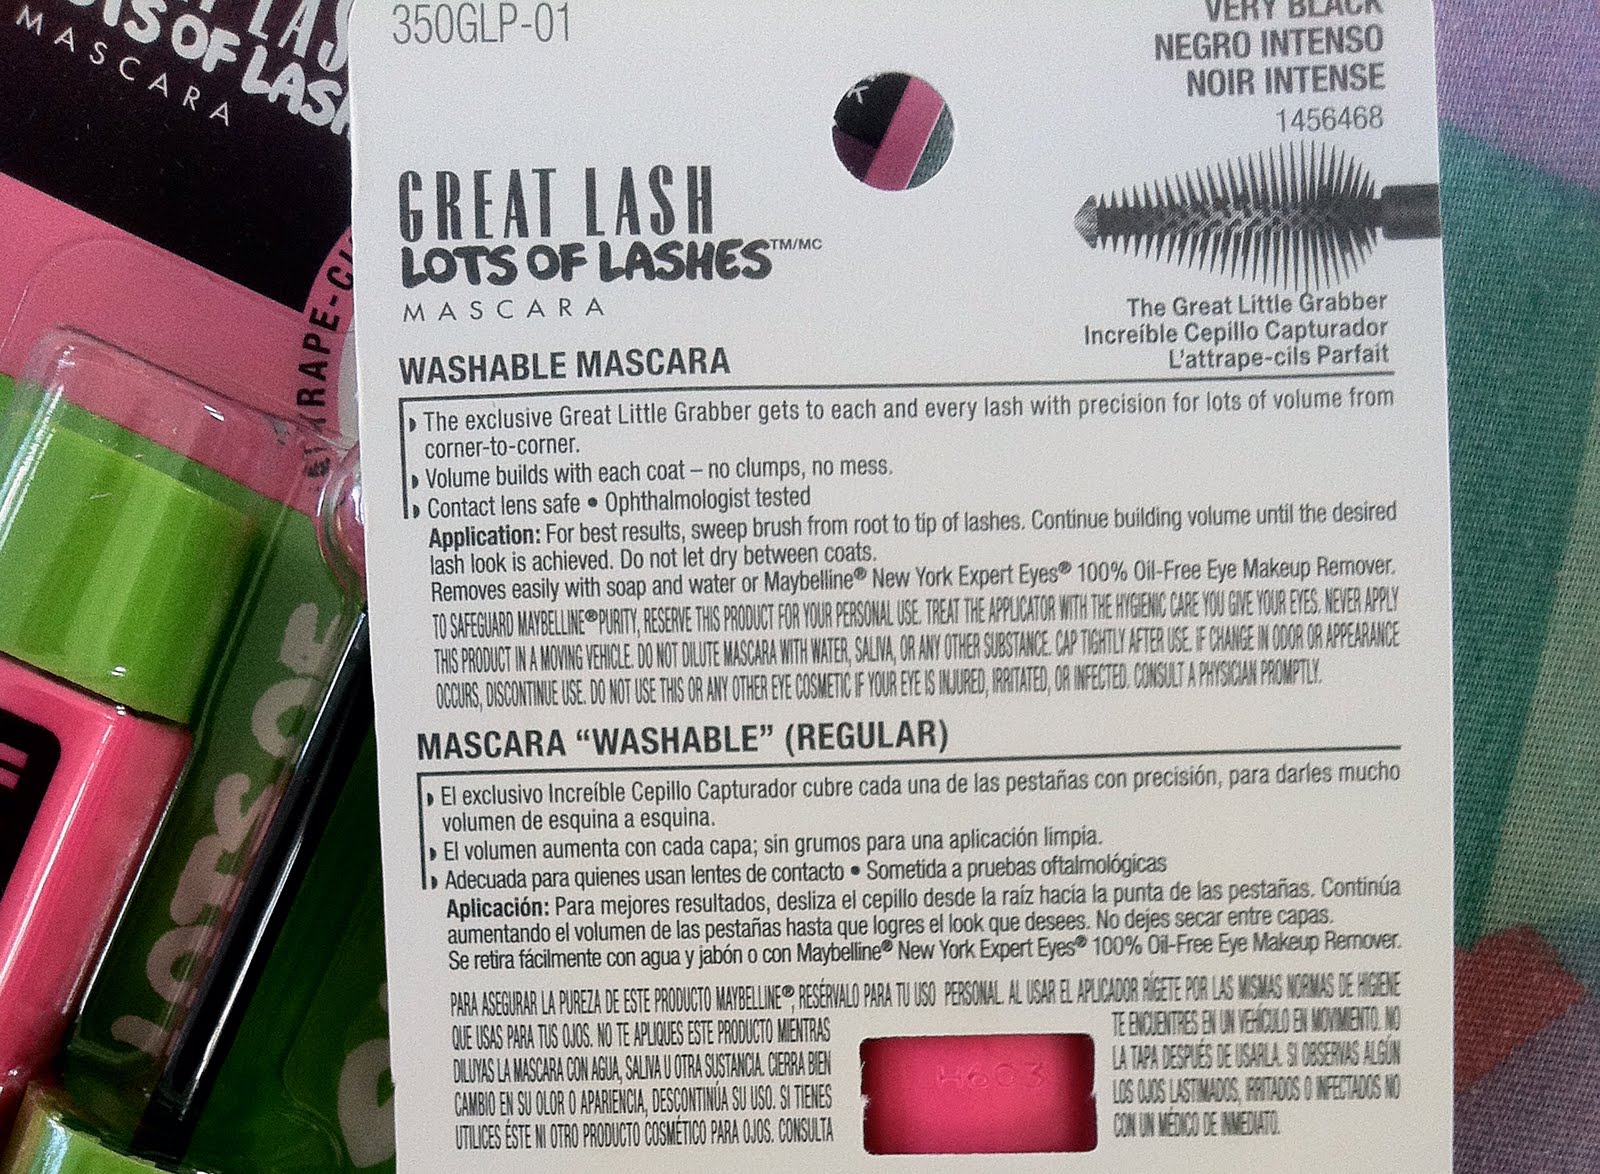 LASH
LOTS OF LASH
MASCARA
350GLP-01
VERY BLACK
NEGRO INTENSO
NOIR INTENSE
1456468
K
GREAT LASH
LOTS OF LASHES™/MC
MASCARA
The Great Little Grabber
Increíble Cepillo Capturador
L'attrape-cils Parfait
WASHABLE MASCARA
The exclusive Great Little Grabber gets to each and every lash with precision for lots of volume from
corner-to-corner.
Volume builds with each coat – no clumps, no mess.
Contact lens safe • Ophthalmologist tested
Application: For best results, sweep brush from root to tip of lashes. Continue building volume until the desired
lash look is achieved. Do not let dry between coats.
Removes easily with soap and water or Maybelline® New York Expert Eyes® 100% Oil-Free Eye Makeup Remover.
TO SAFEGUARD MAYBELLINE® PURITY, RESERVE THIS PRODUCT FOR YOUR PERSONAL USE. TREAT THE APPLICATOR WITH THE HYGIENIC CARE YOU GIVE YOUR EYES. NEVER APPLY
THIS PRODUCT IN A MOVING VEHICLE. DO NOT DILUTE MASCARA WITH WATER, SALIVA, OR ANY OTHER SUBSTANCE. CAP TIGHTLY AFTER USE. IF CHANGE IN ODOR OR APPEARANCE
OCCURS, DISCONTINUE USE. DO NOT USE THIS OR ANY OTHER EYE COSMETIC IF YOUR EYE IS INJURED, IRRITATED, OR INFECTED. CONSULT A PHYSICIAN PROMPTLY.
MASCARA “WASHABLE” (REGULAR)
El exclusivo Increíble Cepillo Capturador cubre cada una de las pestañas con precisión, para darles mucho
volumen de esquina a esquina.
El volumen aumenta con cada capa; sin grumos para una aplicación limpia.
Adecuada para quienes usan lentes de contacto • Sometida a pruebas oftalmológicas
Aplicación: Para mejores resultados, desliza el cepillo desde la raíz hacia la punta de las pestañas. Continúa
aumentando el volumen de las pestañas hasta que logres el look que desees. No dejes secar entre capas.
Se retira fácilmente con agua y jabón o con Maybelline® New York Expert Eyes® 100% Oil-Free Eye Makeup Remover.
PARA ASEGURAR LA PUREZA DE ESTE PRODUCTO MAYBELLINE®, RESÉRVALO PARA TU USO PERSONAL. AL USAR EL APLICADOR RÍGETE POR LAS MISMAS NORMAS DE HIGIENE
QUE USAS PARA TUS OJOS. NO TE APLIQUES ESTE PRODUCTO MIENTRAS TE ENCUENTRES EN UN VEHÍCULO EN MOVIMIENTO. NO
DILUYAS LA MASCARA CON AGUA, SALIVA U OTRA SUSTANCIA. CIERRA BIEN LA TAPA DESPUÉS DE USARLA. SI OBSERVAS ALGÚN
CAMBIO EN SU OLOR O APARIENCIA, DESCONTINÚA SU USO. SI TIENES LOS OJOS LASTIMADOS, IRRITADOS O INFECTADOS NO
UTILICES ÉSTE NI OTRO PRODUCTO COSMÉTICO PARA OJOS. CONSULTA CON UN MÉDICO DE INMEDIATO.
H603
LOTS OF